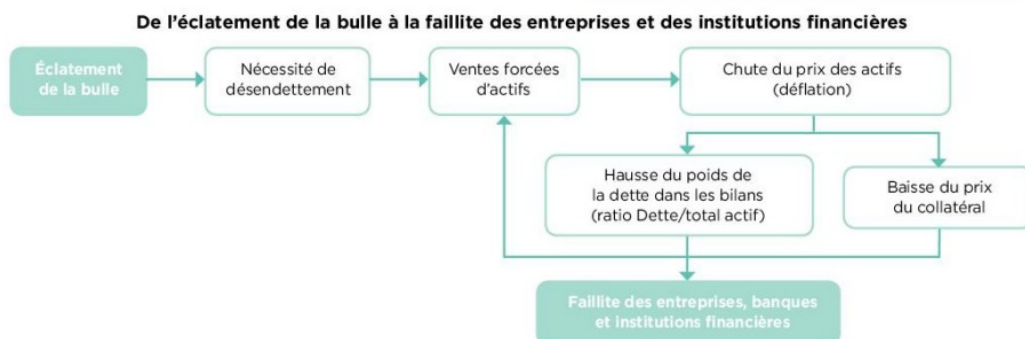 De l’éclatement de la bulle à la faillite des entreprises et des institutions financières
Éclatement
de la bulle
Nécessité de
désendettement
Ventes forcées
d’actifs
Chute du prix des actifs
(déflation)
Hausse du poids de
la dette dans les bilans
(ratio Dette/total actif)
Baisse du prix
du collatéral
Faillite des entreprises, banques
et institutions financières